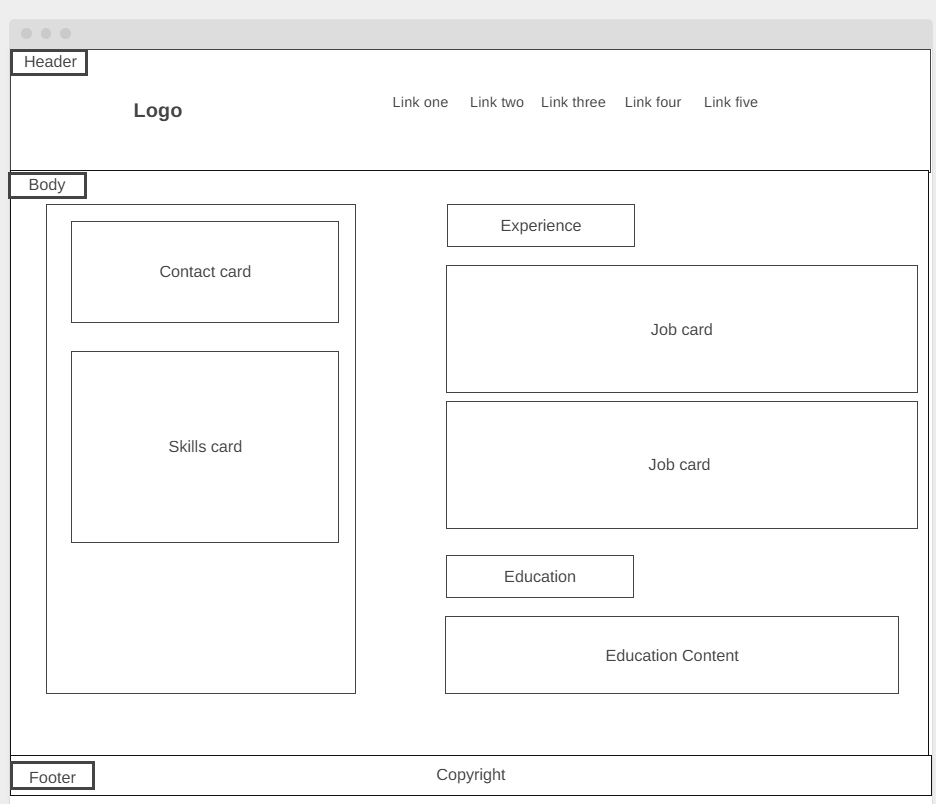 Header
Logo
Link one
Link two
Link three
Link four
Link five
Body
Contact card
Skills card
Experience
Job card
Job card
Education
Education Content
Footer
Copyright